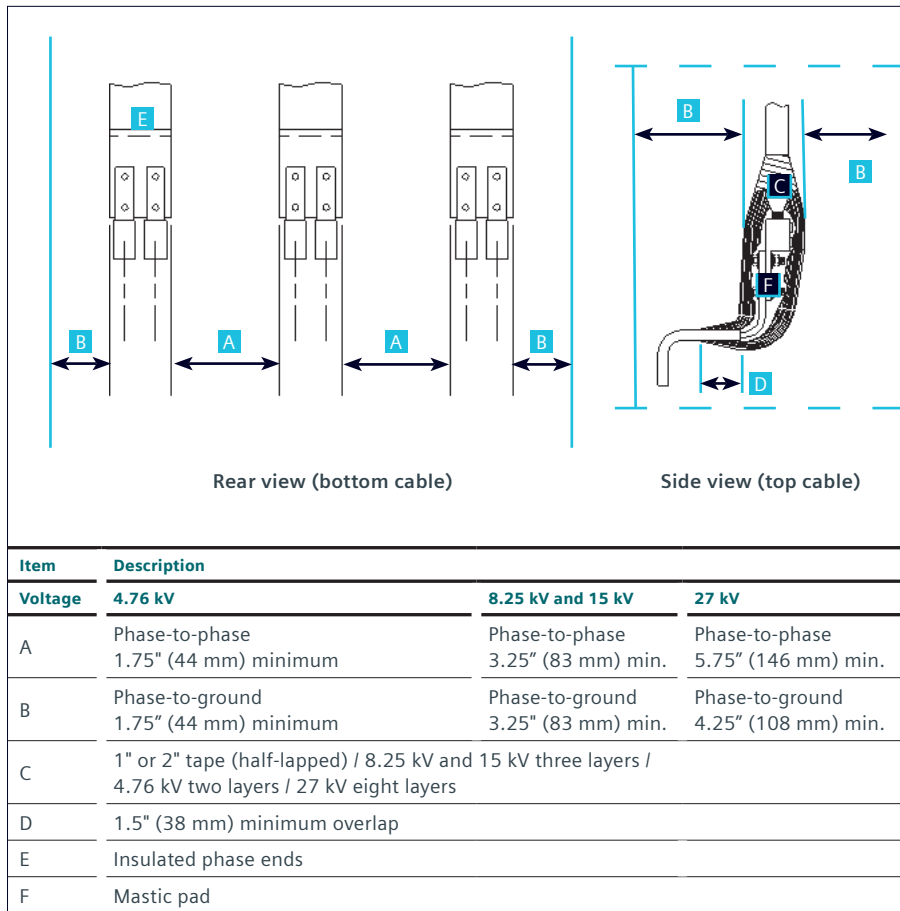 E
B
B
C
F
B
A
A
B
D
Rear view (bottom cable)
Side view (top cable)
Item Description
Voltage 4.76 kV 8.25 kV and 15 kV 27 kV
A
Phase-to-phase
1.75" (44 mm) minimum
Phase-to-phase
3.25” (83 mm) min.
Phase-to-phase
5.75” (146 mm) min.
B
Phase-to-ground
1.75” (44 mm) minimum
Phase-to-ground
3.25" (83 mm) min.
Phase-to-ground
4.25” (108 mm) min.
C
1" or 2" tape (half-lapped) / 8.25 kV and 15 kV three layers /
4.76 kV two layers / 27 kV eight layers
D 1.5" (38 mm) minimum overlap
E Insulated phase ends
F Mastic pad